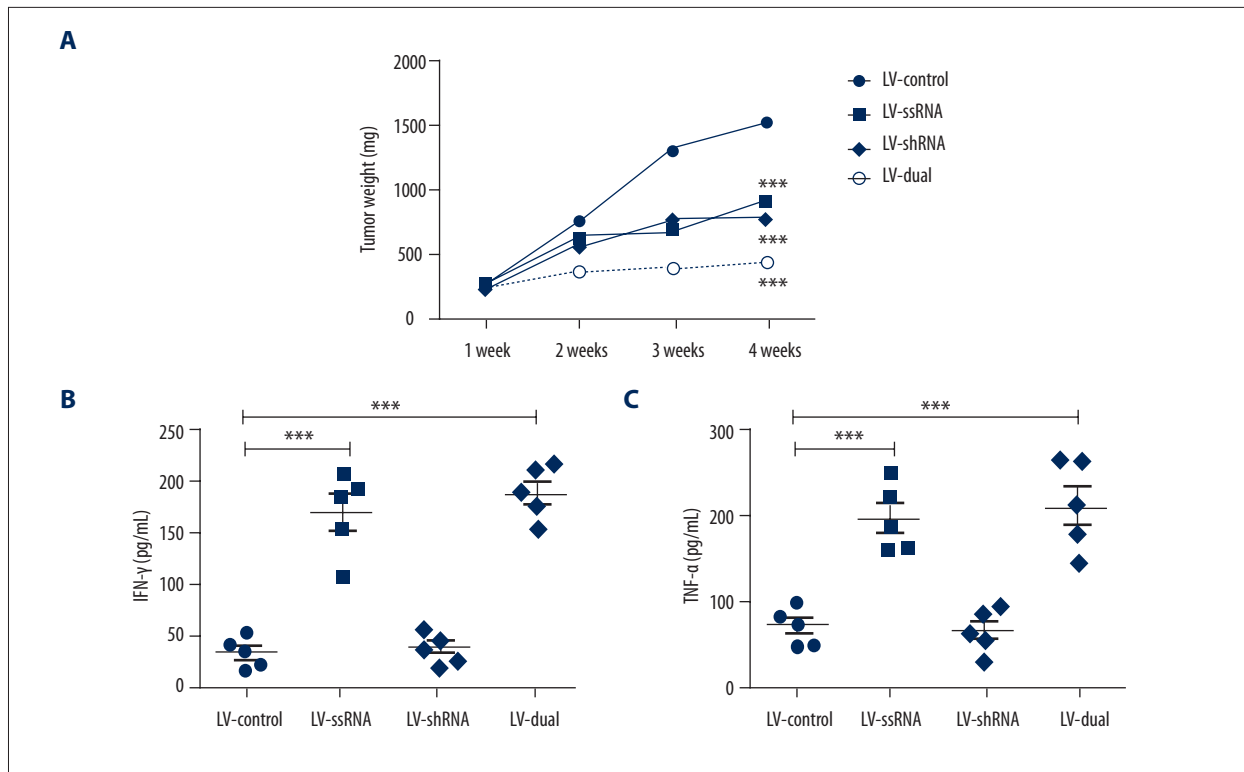 A
Tumor weight (mg)
2000
1500
1000
500
0
1 week 2 weeks 3 weeks 4 weeks
***
***
***
LV-control
LV-ssRNA
LV-shRNA
LV-dual
B
IFN-γ (pg/mL)
250
200
150
100
50
0
***
***
LV-control LV-ssRNA LV-shRNA LV-dual
C
TNF-α (pg/mL)
300
200
100
0
***
***
LV-control LV-ssRNA LV-shRNA LV-dual